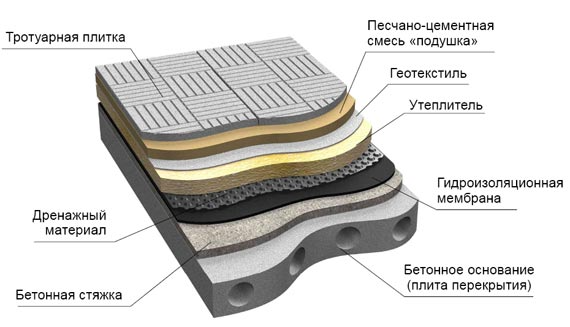 Тротуарная плитка
Песчано-цементная
смесь «подушка»
Геотекстиль
Утеплитель
Гидроизоляционная
мембрана
Дренажный
материал
Бетонная стяжка
Бетонное основание
(плита перекрытия)